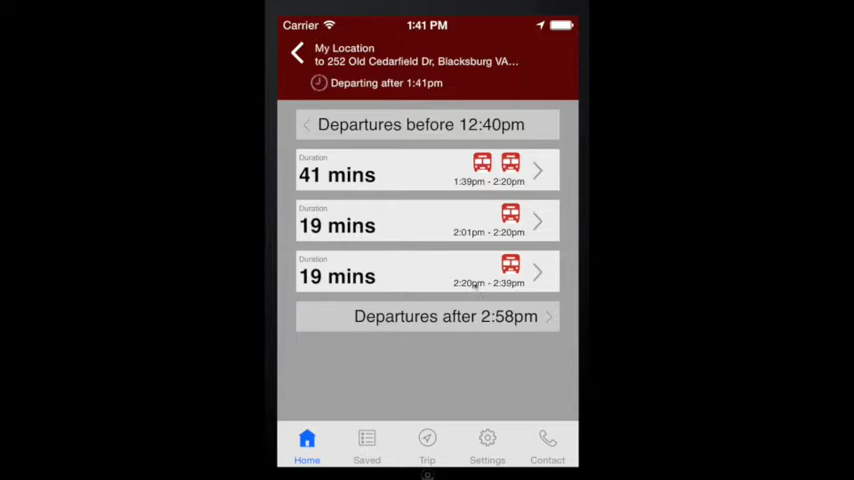 Carrier 1:41 PM
My Location
to 252 Old Cedarfield Dr, Blacksburg VA...
Departing after 1:41pm
Departures before 12:40pm
Duration
41 mins
1:39pm - 2:20pm
Duration
19 mins
2:01pm - 2:20pm
Duration
19 mins
2:20pm - 2:39pm
Departures after 2:58pm
Home Saved Trip Settings Contact